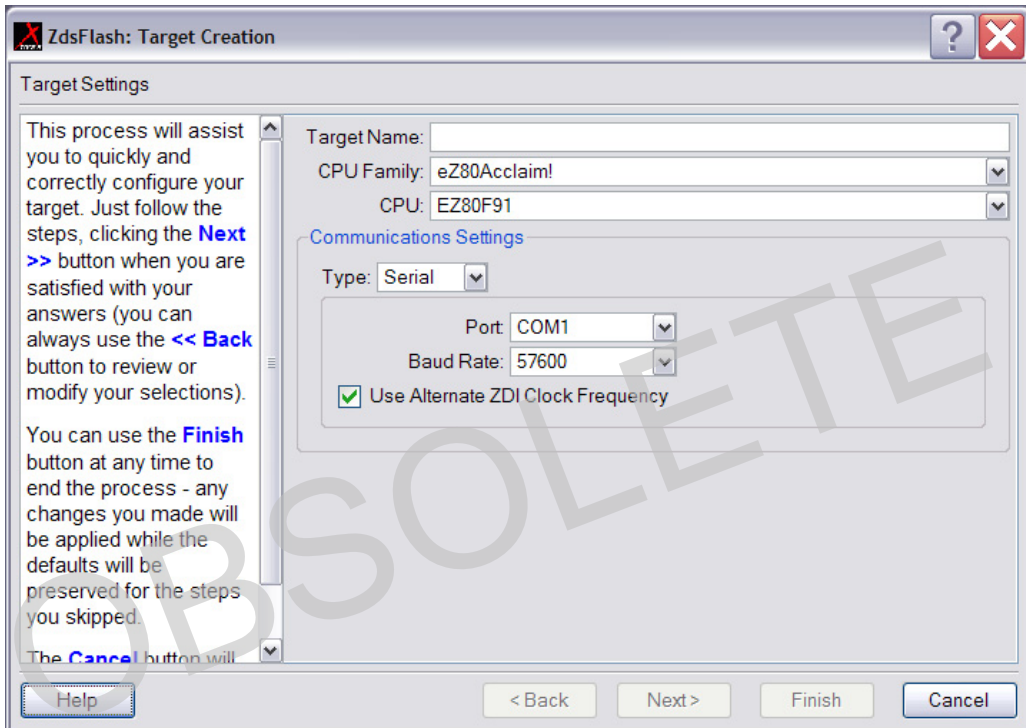 ZdsFlash: Target Creation
Target Settings
This process will assist
you to quickly and
correctly configure your
target. Just follow the
steps, clicking the Next
>> button when you are
satisfied with your
answers (you can
always use the << Back
button to review or
modify your selections).
You can use the Finish
button at any time to
end the process - any
changes you made will
be applied while the
defaults will be
preserved for the steps
you skipped.
The Cancel button will
Target Name:
CPU Family: eZ80Acclaim!
CPU: EZ80F91
Communications Settings
Type: Serial
Port: COM1
Baud Rate: 57600
Use Alternate ZDI Clock Frequency
OBSOLETE
Help
< Back
Next >
Finish
Cancel